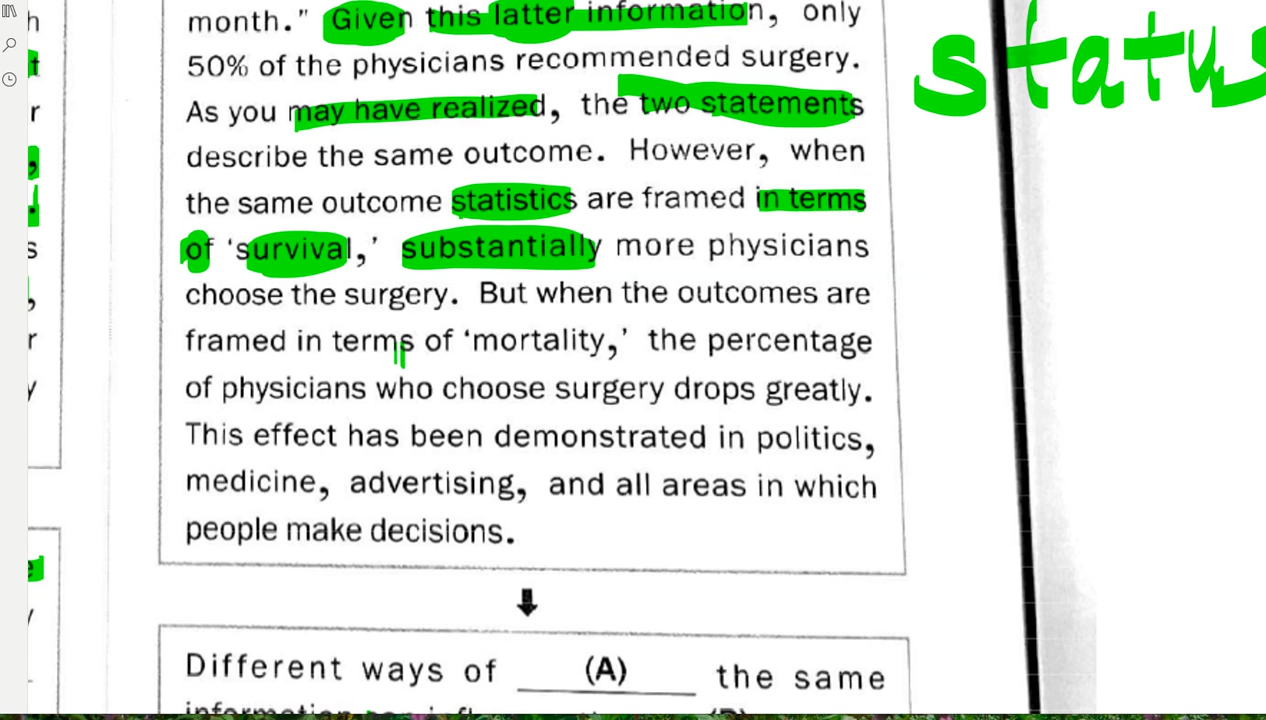 month." Given this latter information, only
50% of the physicians recommended surgery.
As you may have realized, the two statements
describe the same outcome. However, when
the same outcome statistics are framed in terms
of ‘survival,’ substantially more physicians
choose the surgery. But when the outcomes are
framed in terms of ‘mortality,’ the percentage
of physicians who choose surgery drops greatly.
This effect has been demonstrated in politics,
medicine, advertising, and all areas in which
people make decisions.
Different ways of (A) the same
status